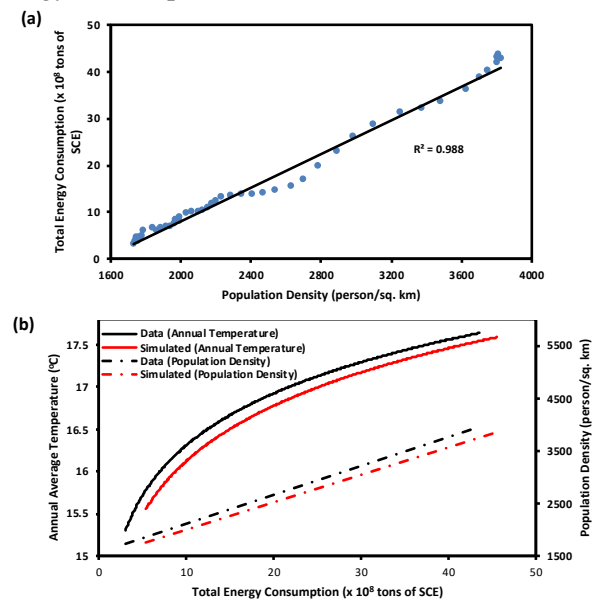 (a)
Total Energy Consumption (x 10⁸ tons of
SCE)
50
40
30
20
10
0
R² = 0.988
1600 2000 2400 2800 3200 3600 4000
Population Density (person/sq. km)
(b)
Data (Annual Temperature)
Simulated (Annual Temperature)
Data (Population Density)
Simulated (Population Density)
Annual Average Temperature (ᵒC)
17.5
17
16.5
16
15.5
15
5500
4500
3500
2500
1500
Population Density (person/sq. km)
0 10 20 30 40 50
Total Energy Consumption (x 10⁸ tons of SCE)